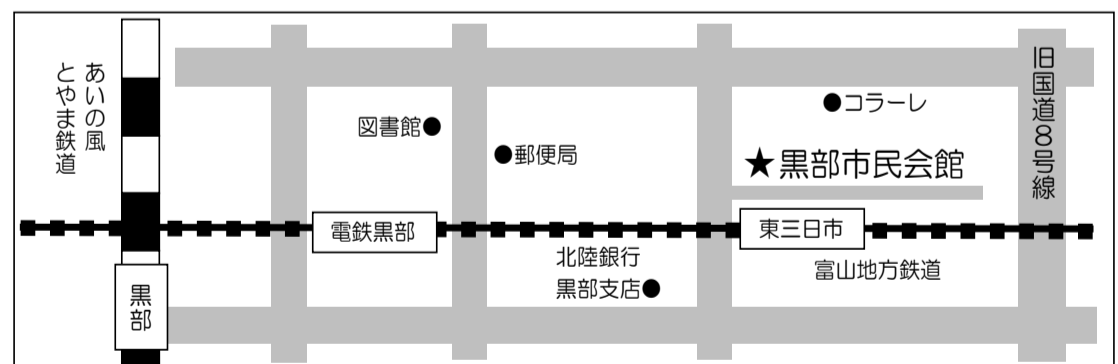 あいの風
とやま鉄道
図書館●
●郵便局
●コラーレ
★黒部市民会館
旧国道8号線
電鉄黒部
東三日市
北陸銀行
黒部支店●
富山地方鉄道
黒部